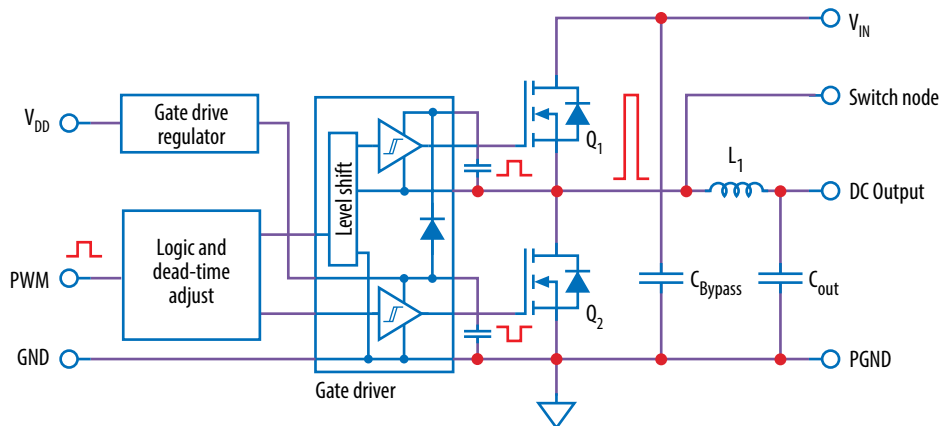 V_IN
Gate drive
regulator
V_DD
Switch node
Q_1
L_1
Level shift
DC Output
Logic and
dead-time
adjust
PWM
C_Bypass
C_out
Q_2
GND
PGND
Gate driver